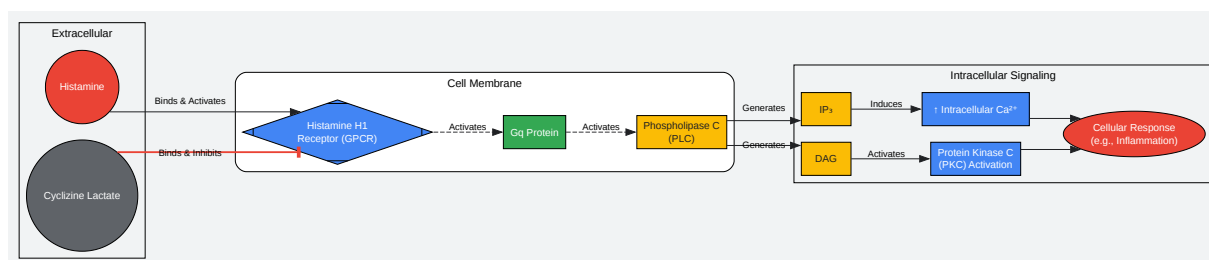 Extracellular
Histamine
Cyclizine Lactate
Binds & Activates
Binds & Inhibits
Cell Membrane
Histamine H1
Receptor (GPCR)
Activates
Gq Protein
Activates
Phospholipase C
(PLC)
Generates
Generates
Intracellular Signaling
IP₃
Induces
↑ Intracellular Ca²⁺
DAG
Activates
Protein Kinase C
(PKC) Activation
Cellular Response
(e.g., Inflammation)